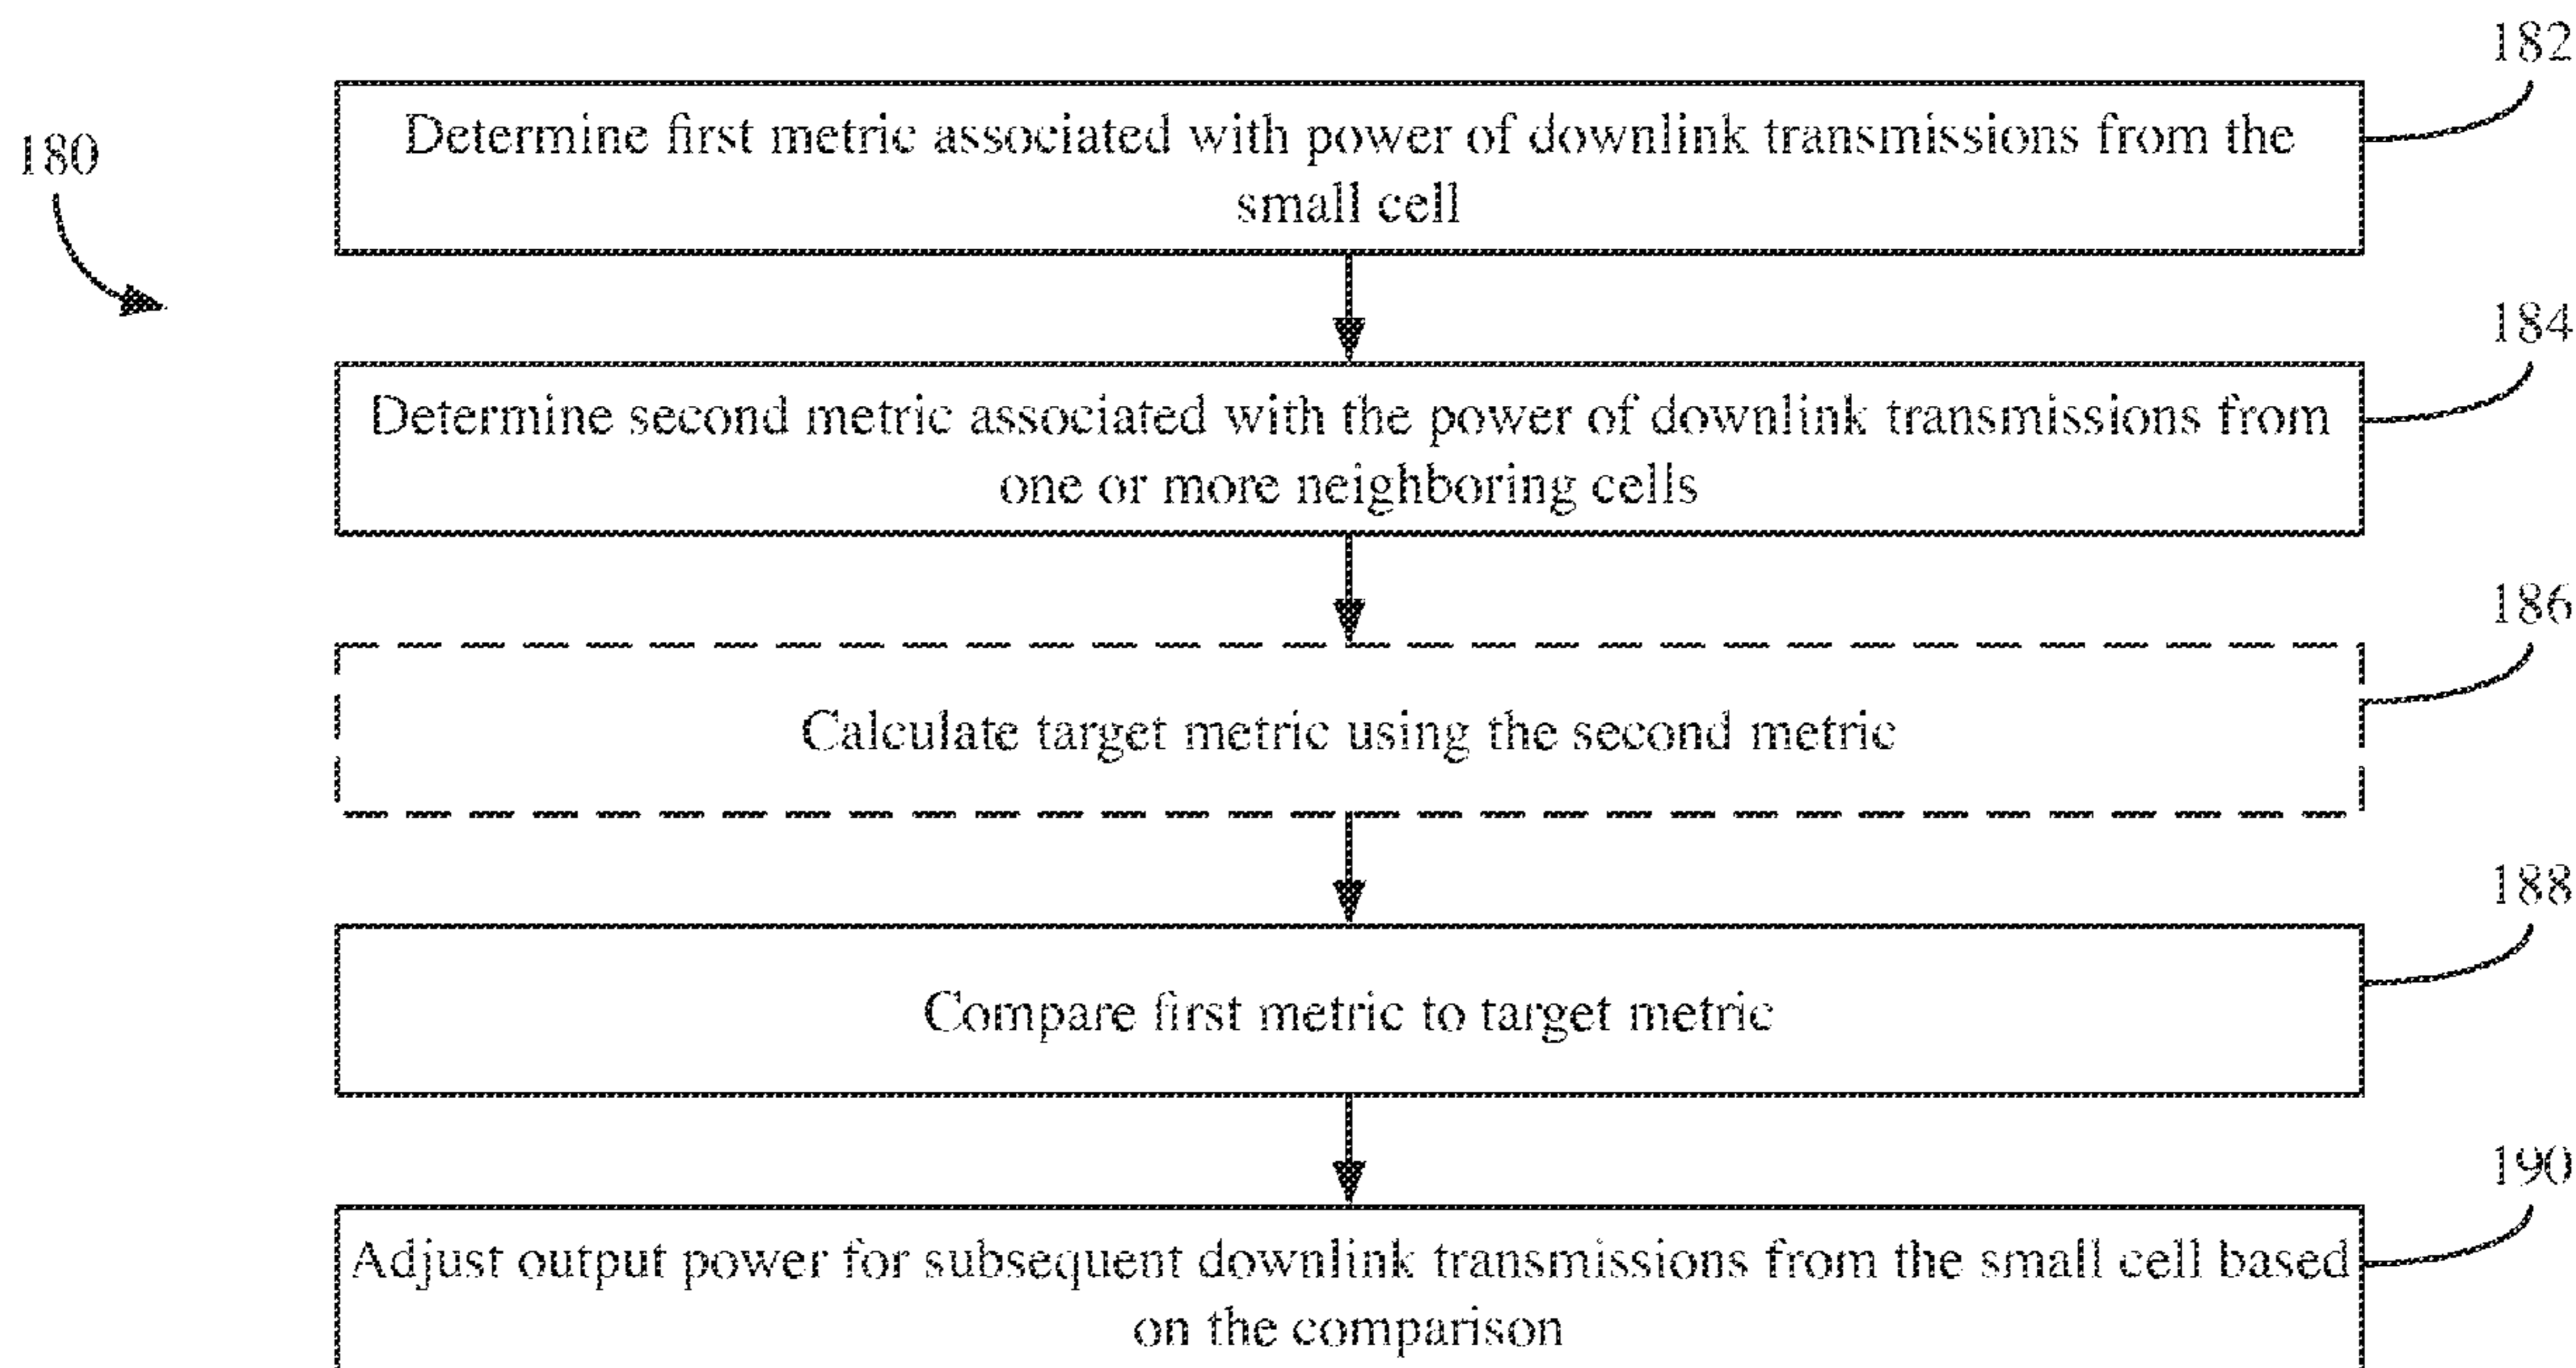 182
180
Determine first metric associated with power of downlink transmissions from the
small cell
184
Determine second metric associated with the power of downlink transmissions from
one or more neighboring cells
186
Calculate target metric using the second metric
188
Compare first metric to target metric
190
Adjust output power for subsequent downlink transmissions from the small cell based
on the comparison